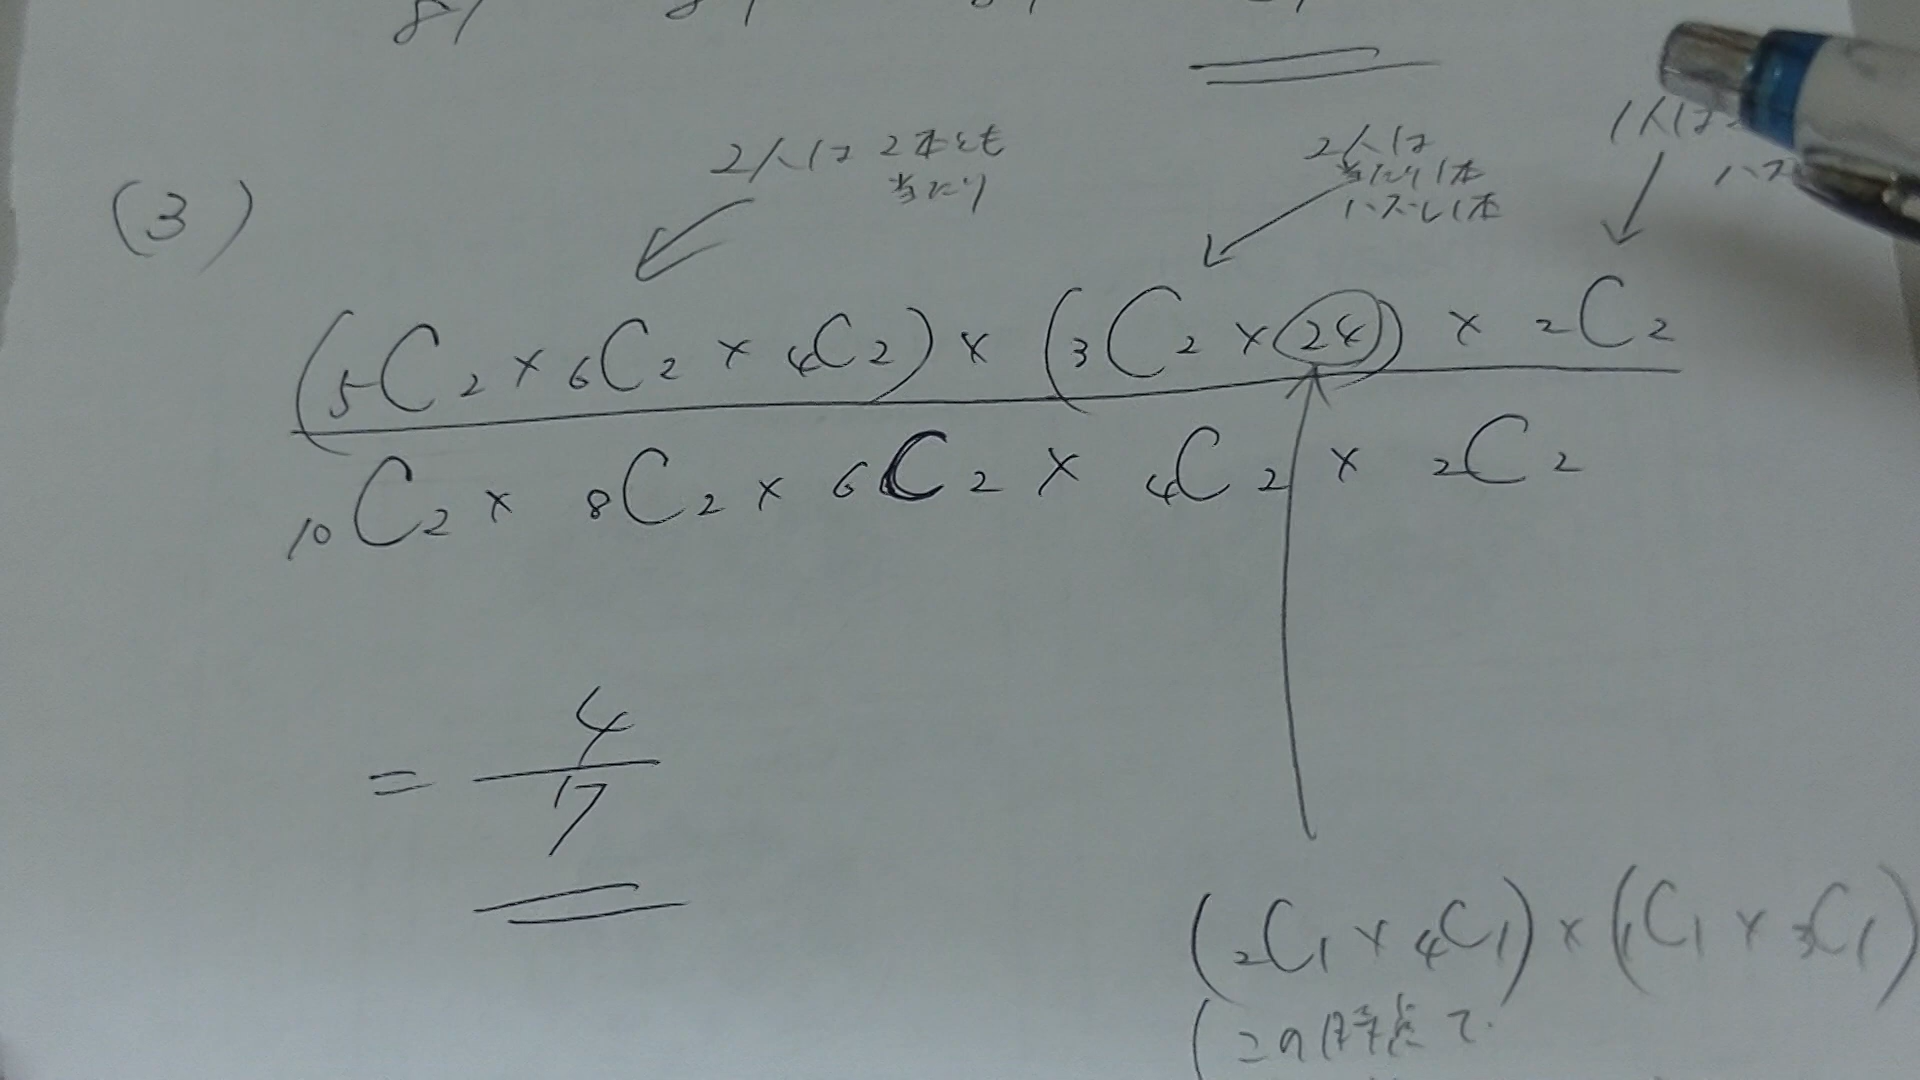 2人は 2本とも
当たり
2人は
当たり1本
ハズレ1本
1人は
ハズ
(3)
(5C2 × 6C2 × 4C2) × (3C2 × 24) × 2C2
10C2 × 8C2 × 6C2 × 4C2 × 2C2
= 4
17
(2C1 × 4C1) × (1C1 × 3C1)
(この時点で